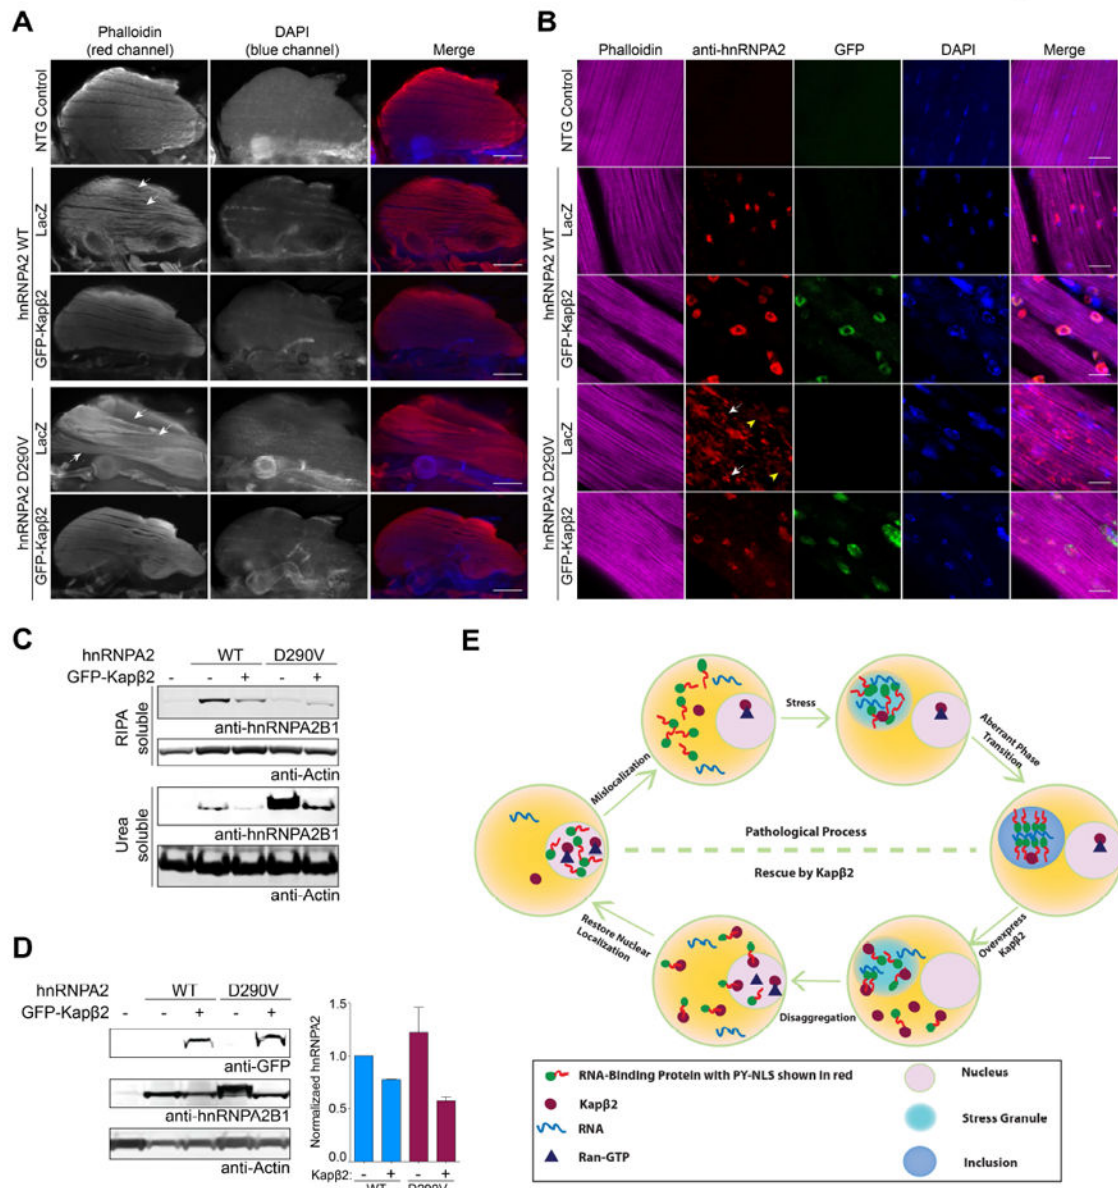 A
B
Phalloidin
(red channel)
DAPI
(blue channel)
Merge
NTG Control
hnRNPA2 WT
LacZ
GFP-Kapβ2
hnRNPA2 D290V
LacZ
GFP-Kapβ2
Phalloidin
anti-hnRNPA2
GFP
DAPI
Merge
NTG Control
hnRNPA2 WT
LacZ
GFP-Kapβ2
hnRNPA2 D290V
LacZ
GFP-Kapβ2
C
hnRNPA2 WT D290V
GFP-Kapβ2 - - + - +
RIPA
soluble
anti-hnRNPA2B1
anti-Actin
Urea
soluble
anti-hnRNPA2B1
anti-Actin
D
hnRNPA2 WT D290V
GFP-Kapβ2 - - + - +
anti-GFP
anti-hnRNPA2B1
anti-Actin
Normalizaed hnRNPA2
1.5
1.0
0.5
0.0
Kapβ2: - + - +
WT D290V
E
Mislocalization
Stress
Aberrant Phase
Transition
Pathological Process
Rescue by Kapβ2
Overexpress
Kapβ2
Disaggregation
Restore Nuclear
Localization
RNA-Binding Protein with PY-NLS shown in red
Kapβ2
RNA
Ran-GTP
Nucleus
Stress Granule
Inclusion